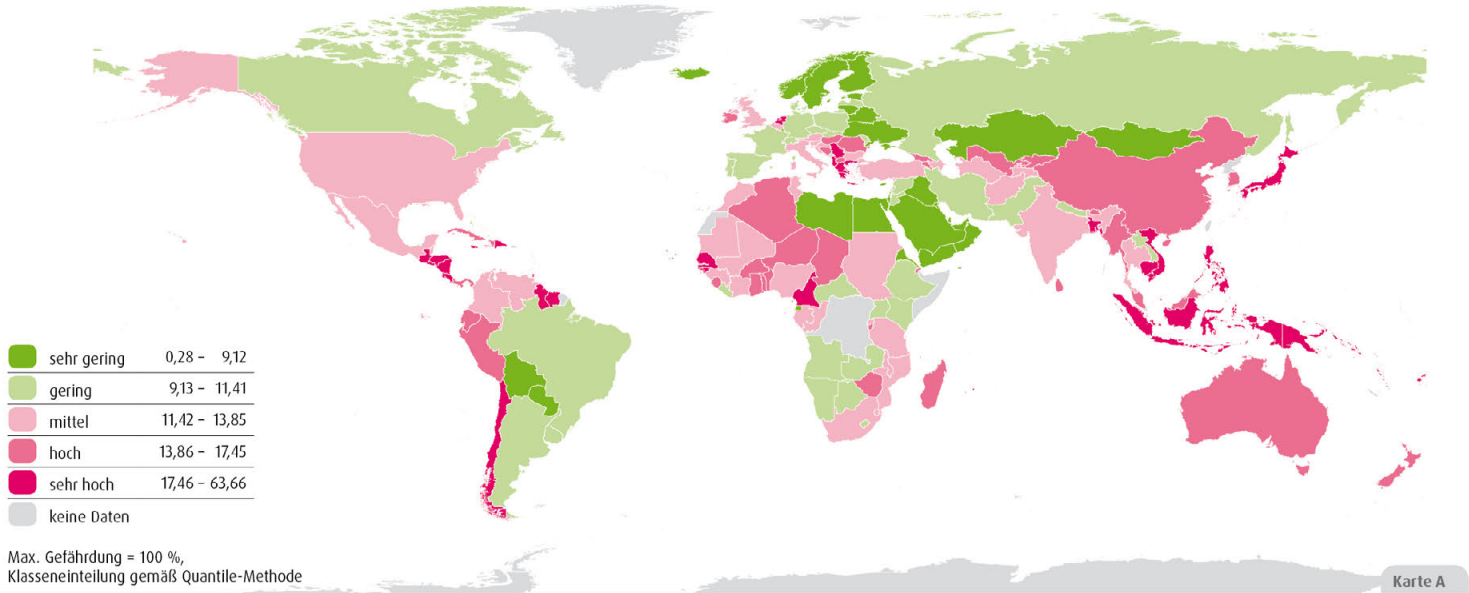 sehr gering 0,28 – 9,12
gering 9,13 – 11,41
mittel 11,42 – 13,85
hoch 13,86 – 17,45
sehr hoch 17,46 – 63,66
keine Daten
Max. Gefährdung = 100 %,
Klasseneinteilung gemäß Quantile-Methode
Karte A